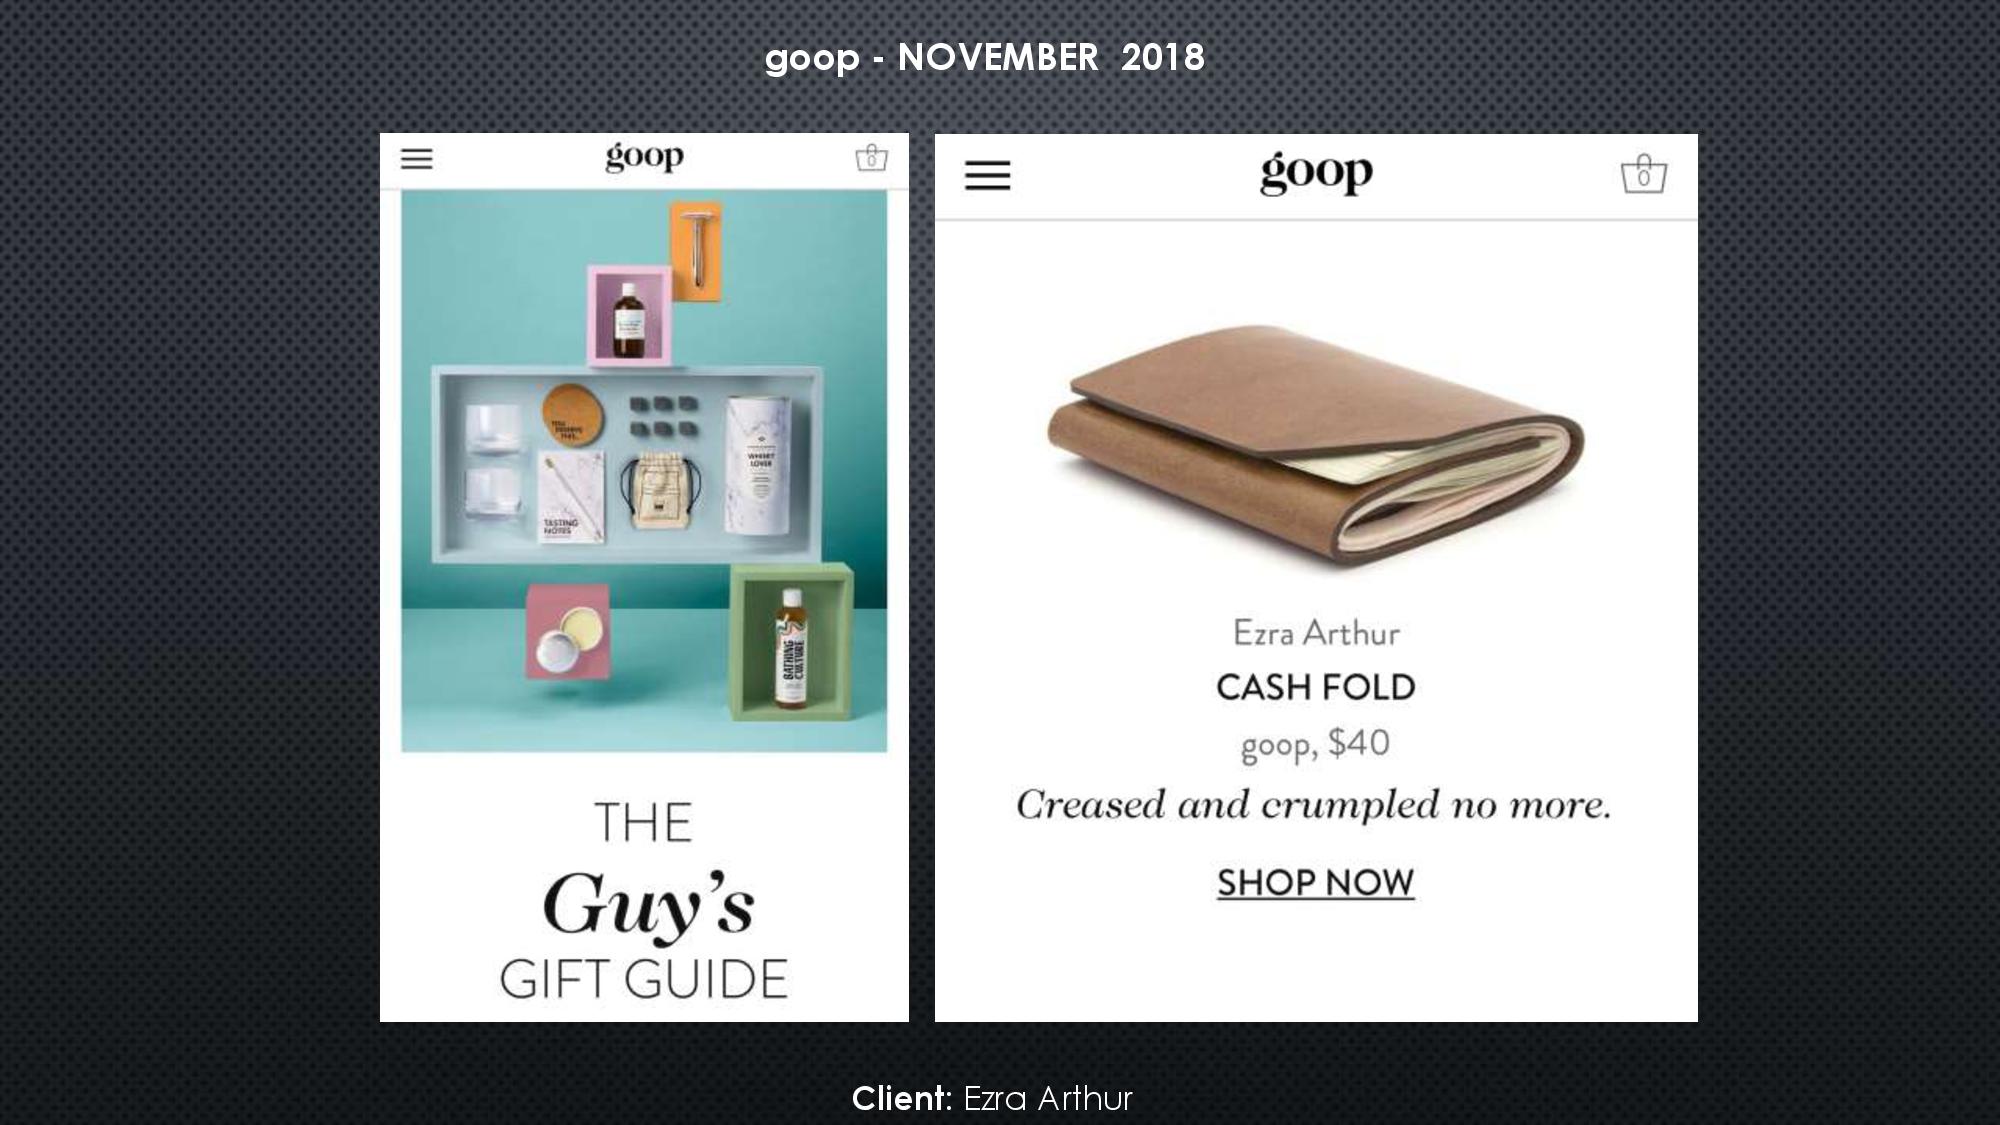 goop - NOVEMBER 2018
goop
0
YOU
DESERVE
THIS...
WHISKY
LOVER
TASTING
NOTES
BATHING
CULTURE
THE
Guy's
GIFT GUIDE
goop
0
Ezra Arthur
CASH FOLD
goop, $40
Creased and crumpled no more.
SHOP NOW
Client: Ezra Arthur